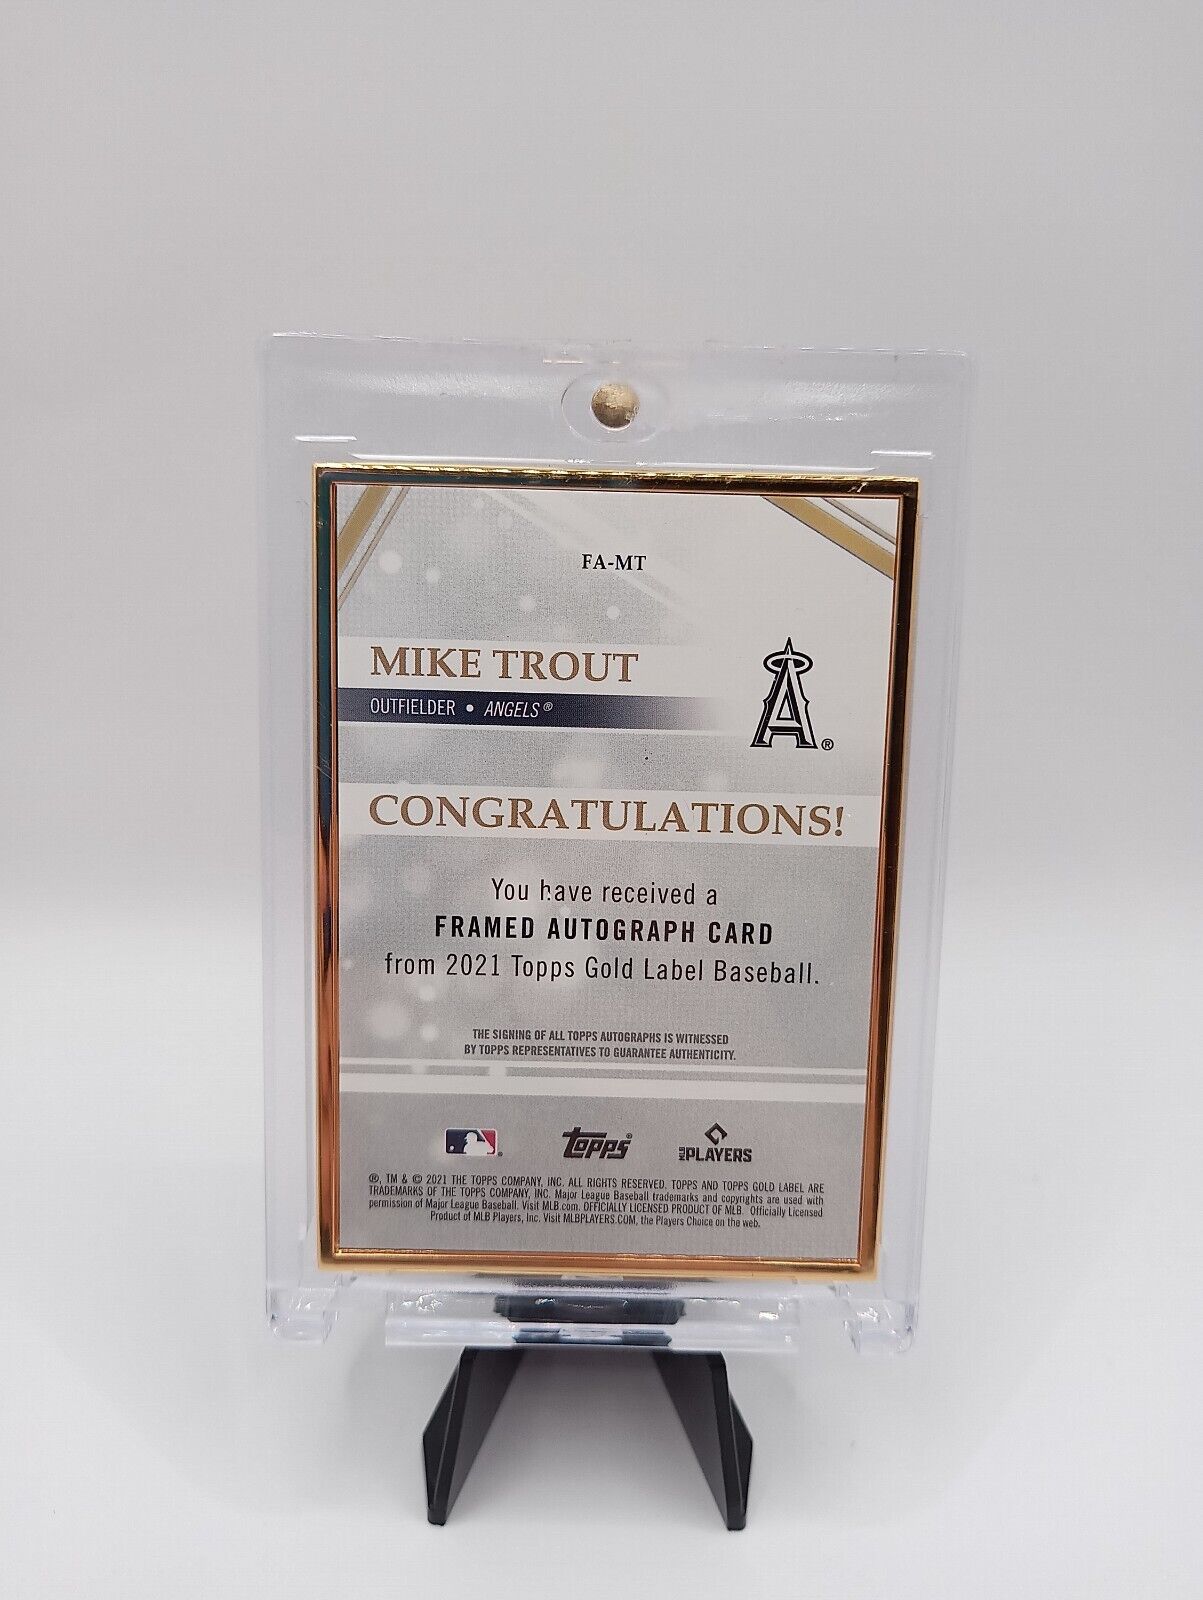 FA-MT
MIKE TROUT
OUTFIELDER • ANGELS®
A®
CONGRATULATIONS!
You have received a
FRAMED AUTOGRAPH CARD
from 2021 Topps Gold Label Baseball.
THE SIGNING OF ALL TOPPS AUTOGRAPHS IS WITNESSED
BY TOPPS REPRESENTATIVES TO GUARANTEE AUTHENTICITY.
topps® MLB PLAYERS
®, TM & © 2021 THE TOPPS COMPANY, INC. ALL RIGHTS RESERVED. TOPPS AND TOPPS GOLD LABEL ARE
TRADEMARKS OF THE TOPPS COMPANY, INC. Major League Baseball trademarks and copyrights are used with
permission of Major League Baseball. Visit MLB.com. OFFICIALLY LICENSED PRODUCT OF MLB. Officially Licensed
Product of MLB Players, Inc. Visit MLBPLAYERS.COM, the Players Choice on the web.